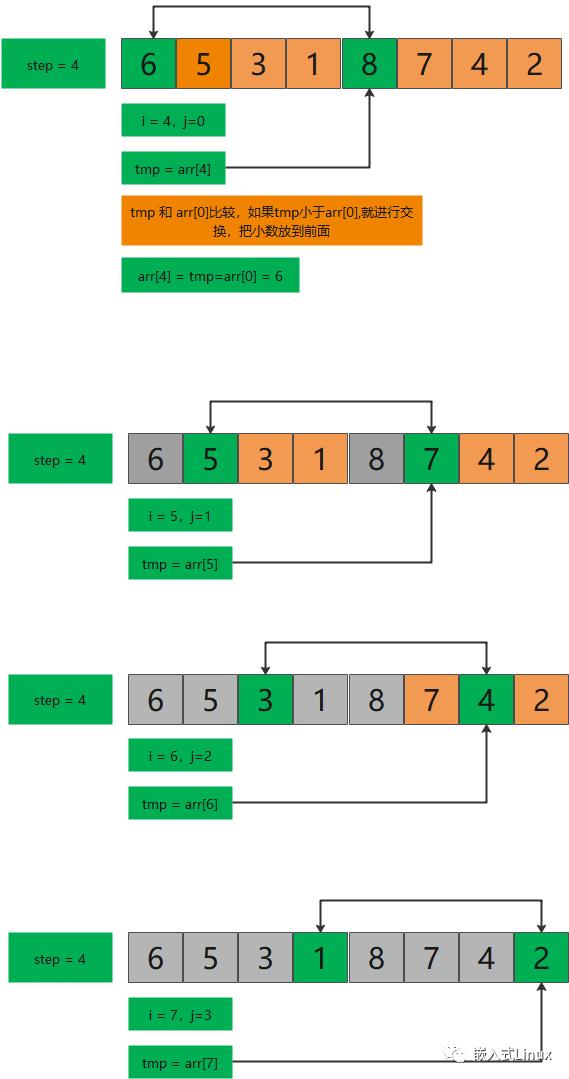 step = 4
6 5 3 1 8 7 4 2
i = 4，j=0
tmp = arr[4]
tmp 和 arr[0]比较，如果tmp小于arr[0],就进行交
换，把小数放到前面
arr[4] = tmp=arr[0] = 6
step = 4
6 5 3 1 8 7 4 2
i = 5，j=1
tmp = arr[5]
step = 4
6 5 3 1 8 7 4 2
i = 6，j=2
tmp = arr[6]
step = 4
6 5 3 1 8 7 4 2
i = 7，j=3
tmp = arr[7]
嵌入式Linux